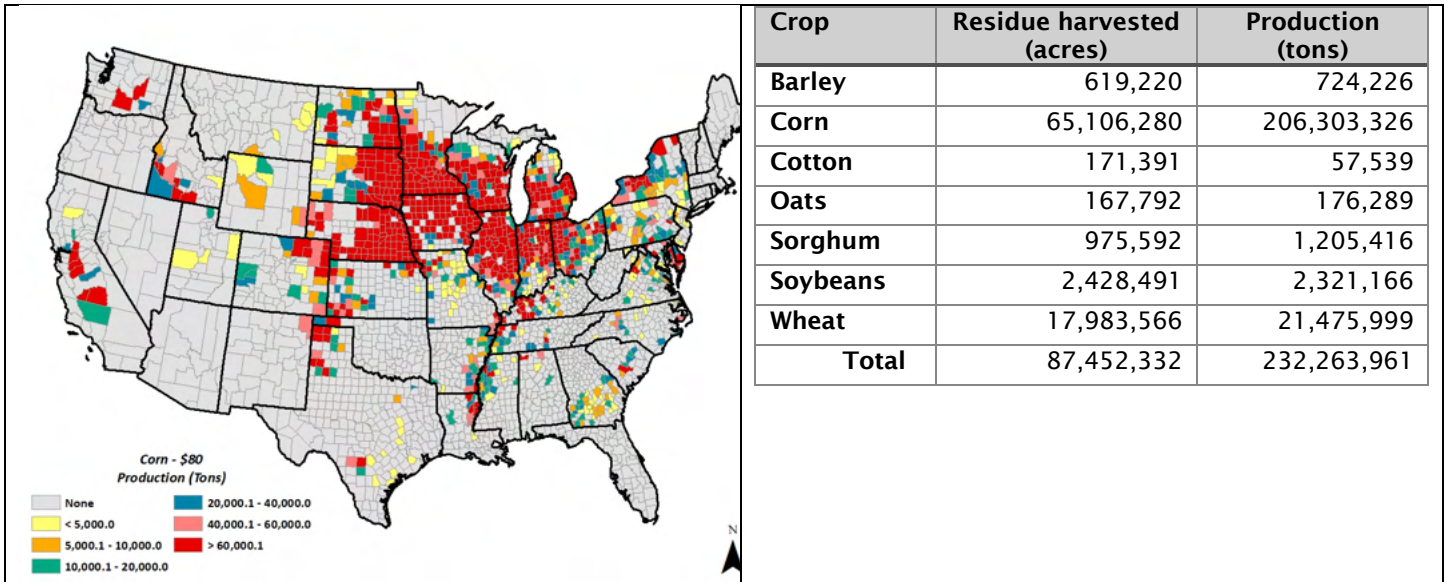 Corn - $80
Production (Tons)
None
< 5,000.0
5,000.1 - 10,000.0
10,000.1 - 20,000.0
20,000.1 - 40,000.0
40,000.1 - 60,000.0
> 60,000.1
N
Crop Residue harvested (acres) Production (tons)
Barley 619,220 724,226
Corn 65,106,280 206,303,326
Cotton 171,391 57,539
Oats 167,792 176,289
Sorghum 975,592 1,205,416
Soybeans 2,428,491 2,321,166
Wheat 17,983,566 21,475,999
Total 87,452,332 232,263,961